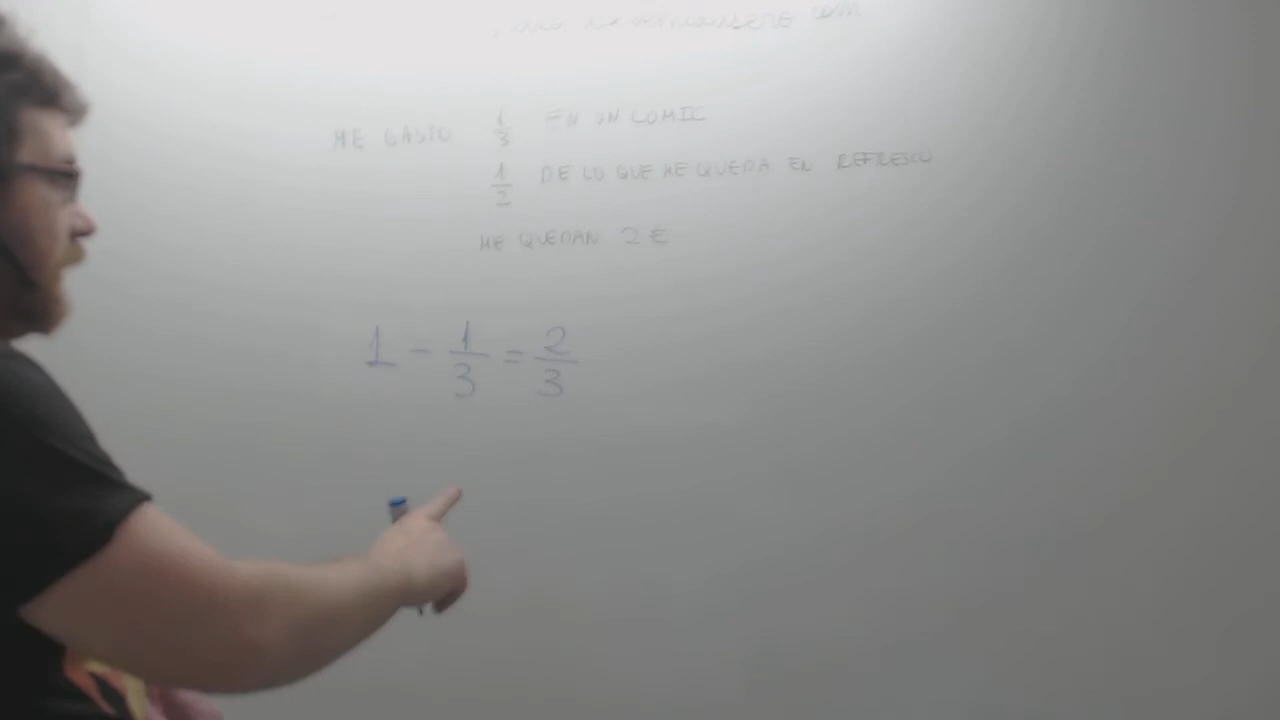 ME GASTO 1/3 EN UN COMIC
1/2 DE LO QUE ME QUEDA EN REFRESCO
ME QUEDAN 2 €
1 - 1/3 = 2/3